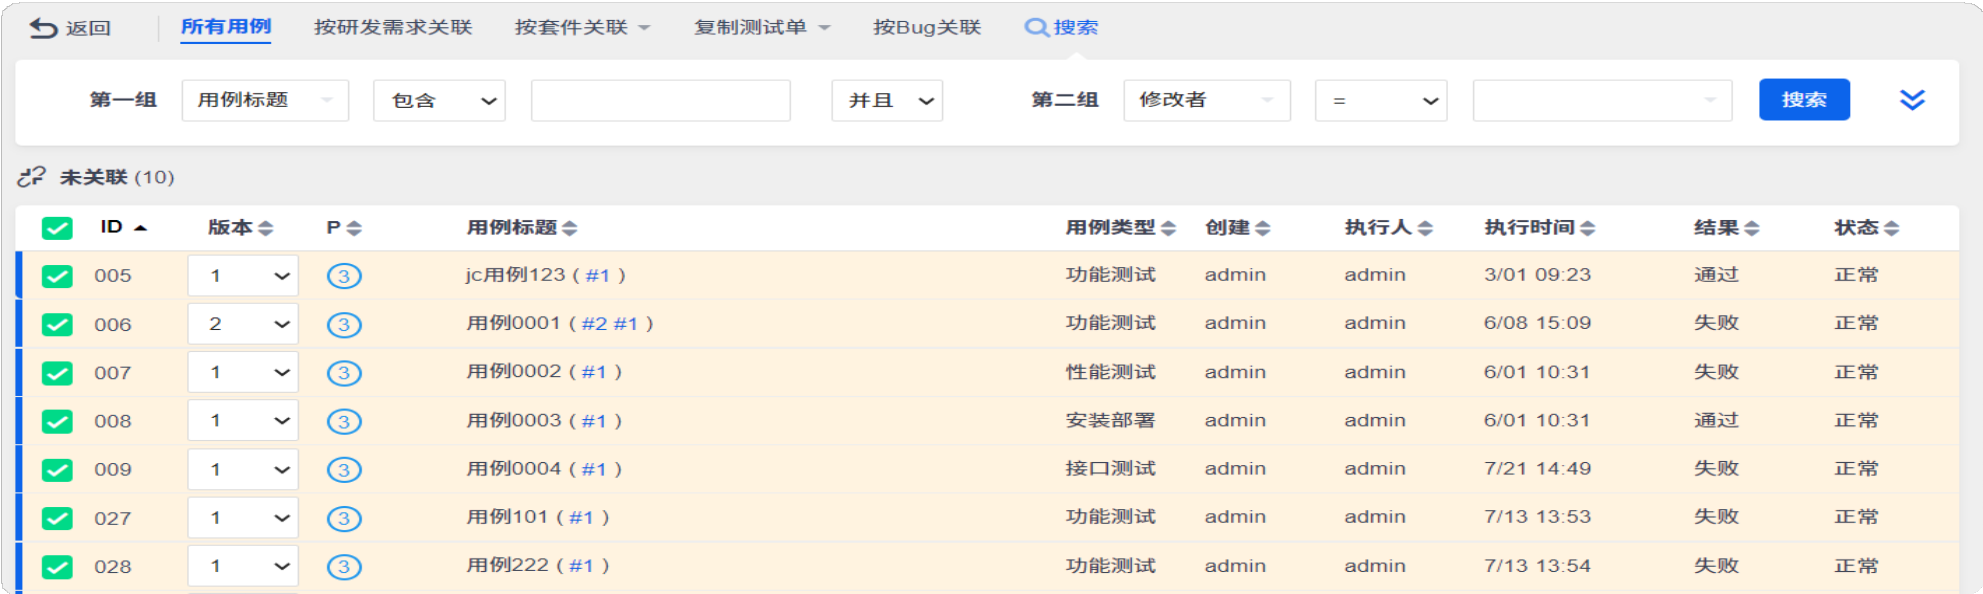 返回 所有用例 按研发需求关联 按套件关联 复制测试单 按Bug关联 搜索
第一组 用例标题 包含 并且 第二组 修改者 = 搜索
未关联 (10)
ID 版本 P 用例标题 用例类型 创建 执行人 执行时间 结果 状态
005 1 3 jc用例123 ( #1 ) 功能测试 admin admin 3/01 09:23 通过 正常
006 2 3 用例0001 ( #2 #1 ) 功能测试 admin admin 6/08 15:09 失败 正常
007 1 3 用例0002 ( #1 ) 性能测试 admin admin 6/01 10:31 失败 正常
008 1 3 用例0003 ( #1 ) 安装部署 admin admin 6/01 10:31 通过 正常
009 1 3 用例0004 ( #1 ) 接口测试 admin admin 7/21 14:49 失败 正常
027 1 3 用例101 ( #1 ) 功能测试 admin admin 7/13 13:53 失败 正常
028 1 3 用例222 ( #1 ) 功能测试 admin admin 7/13 13:54 失败 正常